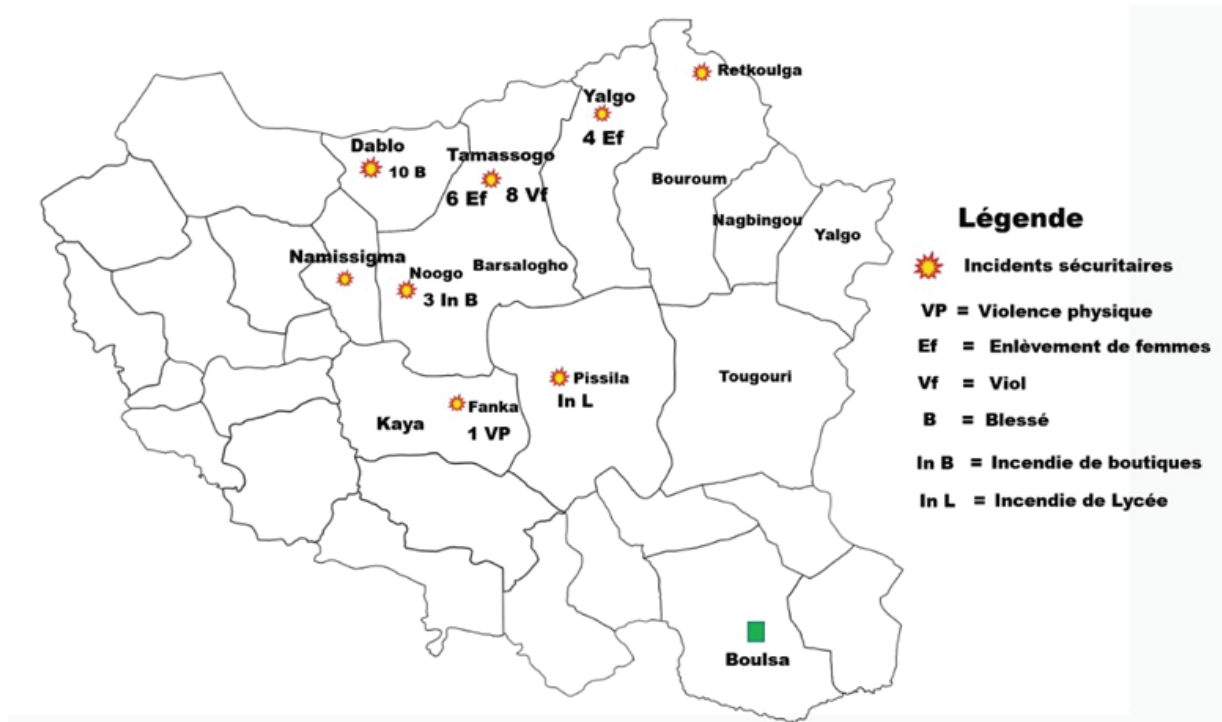 Retkoulga
Yalgo
4 Ef
Dablo
10 B
Tamassogo
6 Ef 8 Vf
Bouroum
Nagbingou
Yalgo
Namissigma
Noogo
3 In B
Barsalogho
Pissila
In L
Tougouri
Fanka
1 VP
Kaya
Boulsa
Légende
Incidents sécuritaires
VP = Violence physique
Ef = Enlèvement de femmes
Vf = Viol
B = Blessé
In B = Incendie de boutiques
In L = Incendie de Lycée